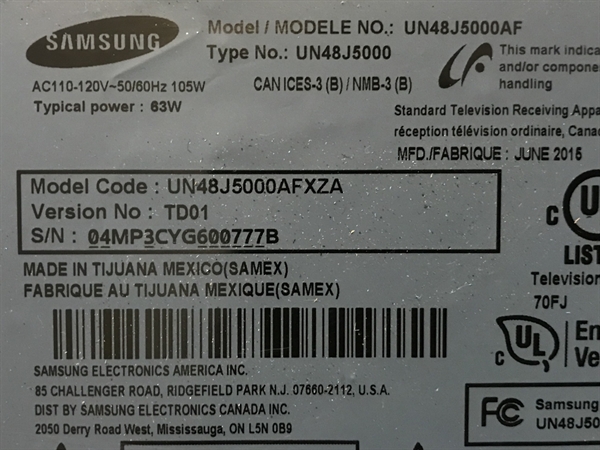 SAMSUNG
Model / MODELE NO.: UN48J5000AF
Type No.: UN48J5000
AC110-120V~50/60Hz 105W
CAN ICES-3 (B) / NMB-3 (B)
Typical power : 63W
This mark indica
and/or compone
handling
Standard Television Receiving Appa
réception télévision ordinaire, Canad
MFD./FABRIQUE : JUNE 2015
Model Code : UN48J5000AFXZA
Version No : TD01
S/N : 04MP3CYG600777B
MADE IN TIJUANA MEXICO(SAMEX)
FABRIQUE AU TIJUANA MEXIQUE(SAMEX)
c U
LIST
Television
70FJ
SAMSUNG ELECTRONICS AMERICA INC.
85 CHALLENGER ROAD, RIDGEFIELD PARK N.J. 07660-2112, U.S.A.
DIST BY SAMSUNG ELECTRONICS CANADA INC.
2050 Derry Road West, Mississauga, ON L5N 0B9
c UL
En
Ve
FC
Samsung
UN48J50